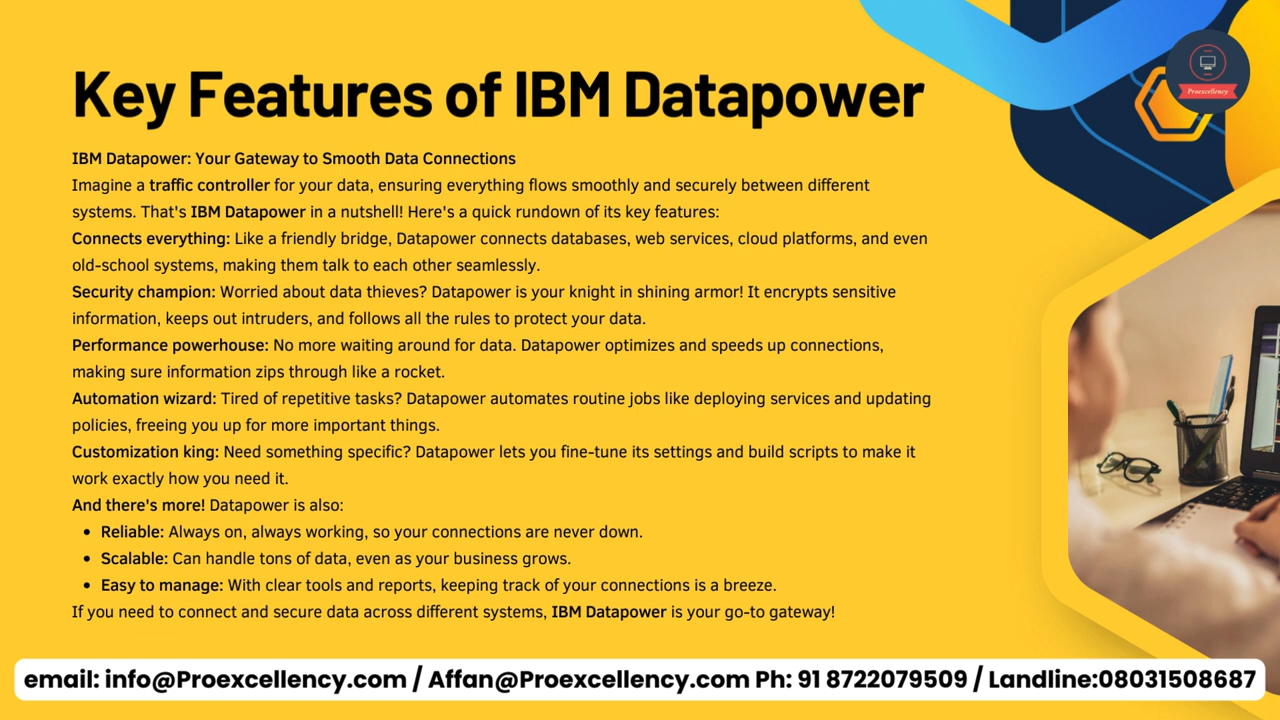 Proexcellency
Key Features of IBM Datapower
IBM Datapower: Your Gateway to Smooth Data Connections
Imagine a traffic controller for your data, ensuring everything flows smoothly and securely between different
systems. That's IBM Datapower in a nutshell! Here's a quick rundown of its key features:
Connects everything: Like a friendly bridge, Datapower connects databases, web services, cloud platforms, and even
old-school systems, making them talk to each other seamlessly.
Security champion: Worried about data thieves? Datapower is your knight in shining armor! It encrypts sensitive
information, keeps out intruders, and follows all the rules to protect your data.
Performance powerhouse: No more waiting around for data. Datapower optimizes and speeds up connections,
making sure information zips through like a rocket.
Automation wizard: Tired of repetitive tasks? Datapower automates routine jobs like deploying services and updating
policies, freeing you up for more important things.
Customization king: Need something specific? Datapower lets you fine-tune its settings and build scripts to make it
work exactly how you need it.
And there's more! Datapower is also:
• Reliable: Always on, always working, so your connections are never down.
• Scalable: Can handle tons of data, even as your business grows.
• Easy to manage: With clear tools and reports, keeping track of your connections is a breeze.
If you need to connect and secure data across different systems, IBM Datapower is your go-to gateway!
email: info@Proexcellency.com / Affan@Proexcellency.com Ph: 91 8722079509 / Landline:08031508687